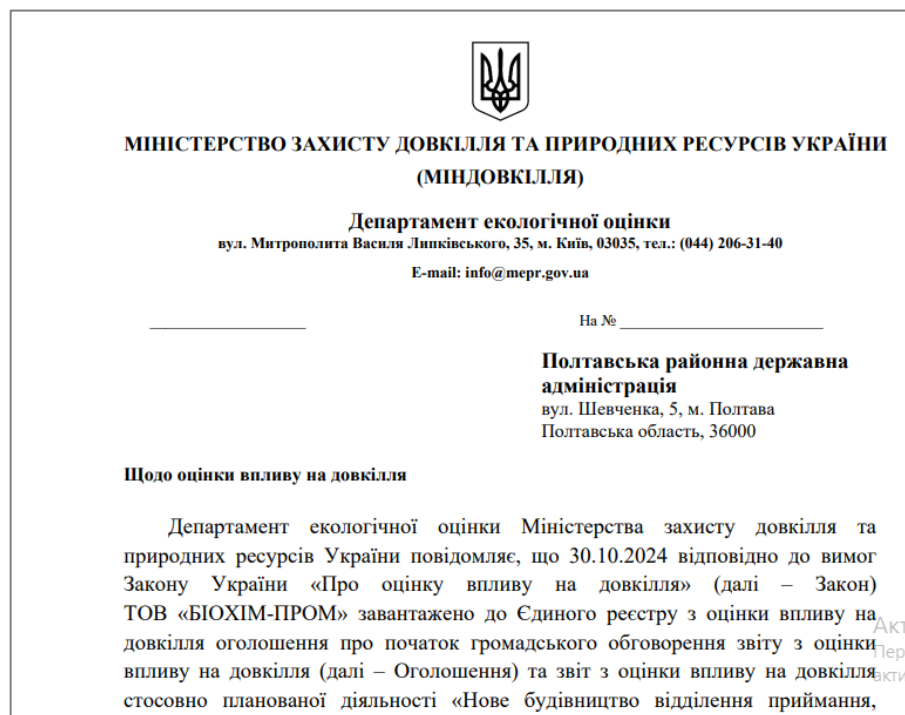 МІНІСТЕРСТВО ЗАХИСТУ ДОВКІЛЛЯ ТА ПРИРОДНИХ РЕСУРСІВ УКРАЇНИ
(МІНДОВКІЛЛЯ)
Департамент екологічної оцінки
вул. Митрополита Василя Липківського, 35, м. Київ, 03035, тел.: (044) 206-31-40
E-mail: info@mepr.gov.ua
____________________ На № __________________________
Полтавська районна державна
адміністрація
вул. Шевченка, 5, м. Полтава
Полтавська область, 36000
Щодо оцінки впливу на довкілля
Департамент екологічної оцінки Міністерства захисту довкілля та
природних ресурсів України повідомляє, що 30.10.2024 відповідно до вимог
Закону України «Про оцінку впливу на довкілля» (далі – Закон)
ТОВ «БІОХІМ-ПРОМ» завантажено до Єдиного реєстру з оцінки впливу на
довкілля оголошення про початок громадського обговорення звіту з оцінки
впливу на довкілля (далі – Оголошення) та звіт з оцінки впливу на довкілля
стосовно планованої діяльності «Нове будівництво відділення приймання,